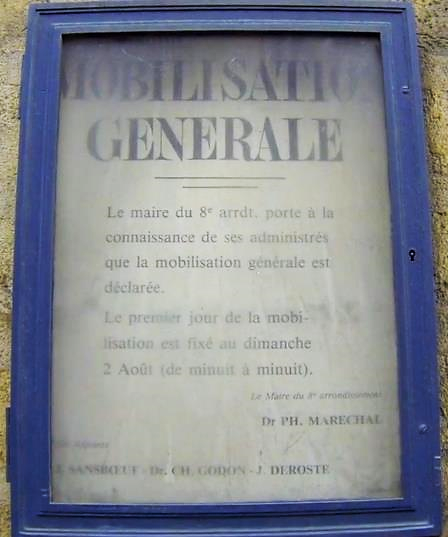 MOBILISATION
GENERALE
Le maire du 8e arrdt. porte à la
connaissance de ses administrés
que la mobilisation générale est
déclarée.
Le premier jour de la mobi-
lisation est fixé au dimanche
2 Août (de minuit à minuit).
Le Maire du 8e arrondissement
Dr PH. MARECHAL
SANSBŒUF - Dr. CH. GODON - J. DEROSTE